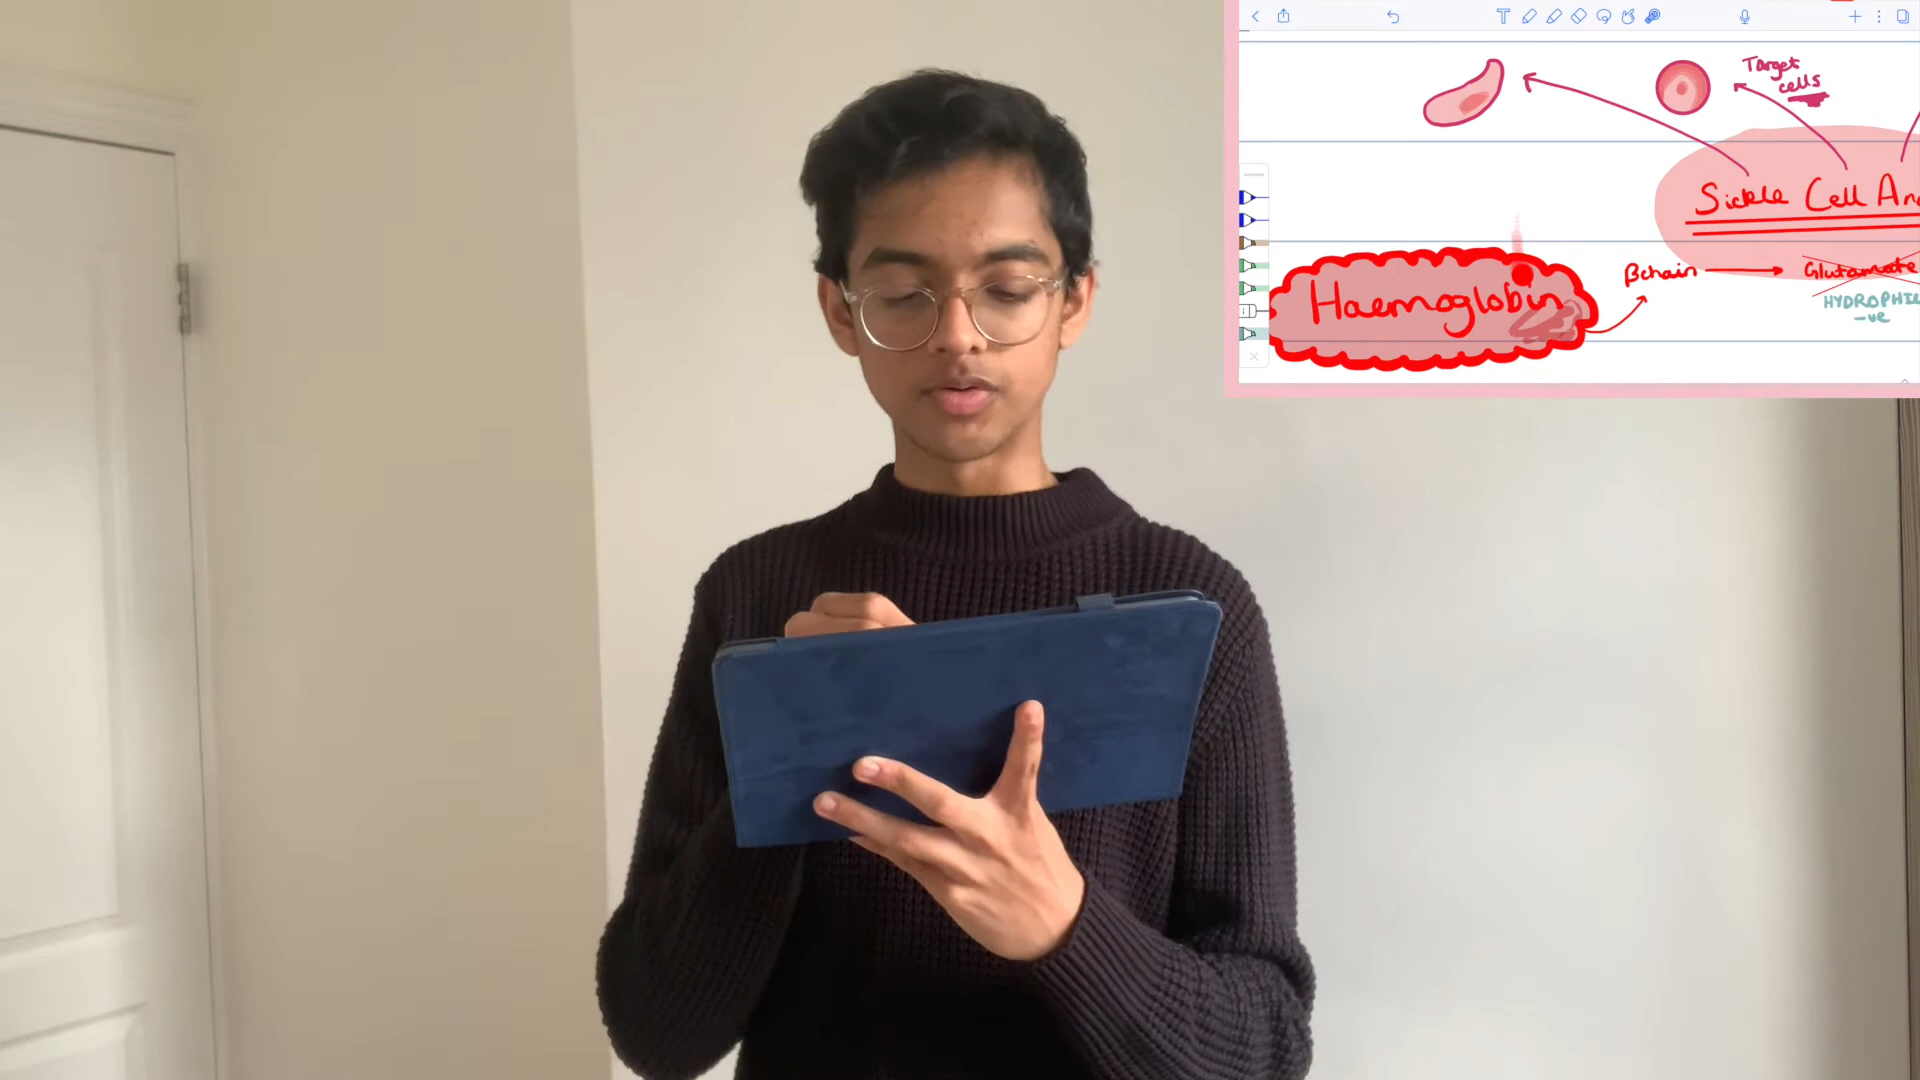 Target
cells
Sickle Cell An
Haemoglobin
βchain
Glutamate
HYDROPHIL
-ve